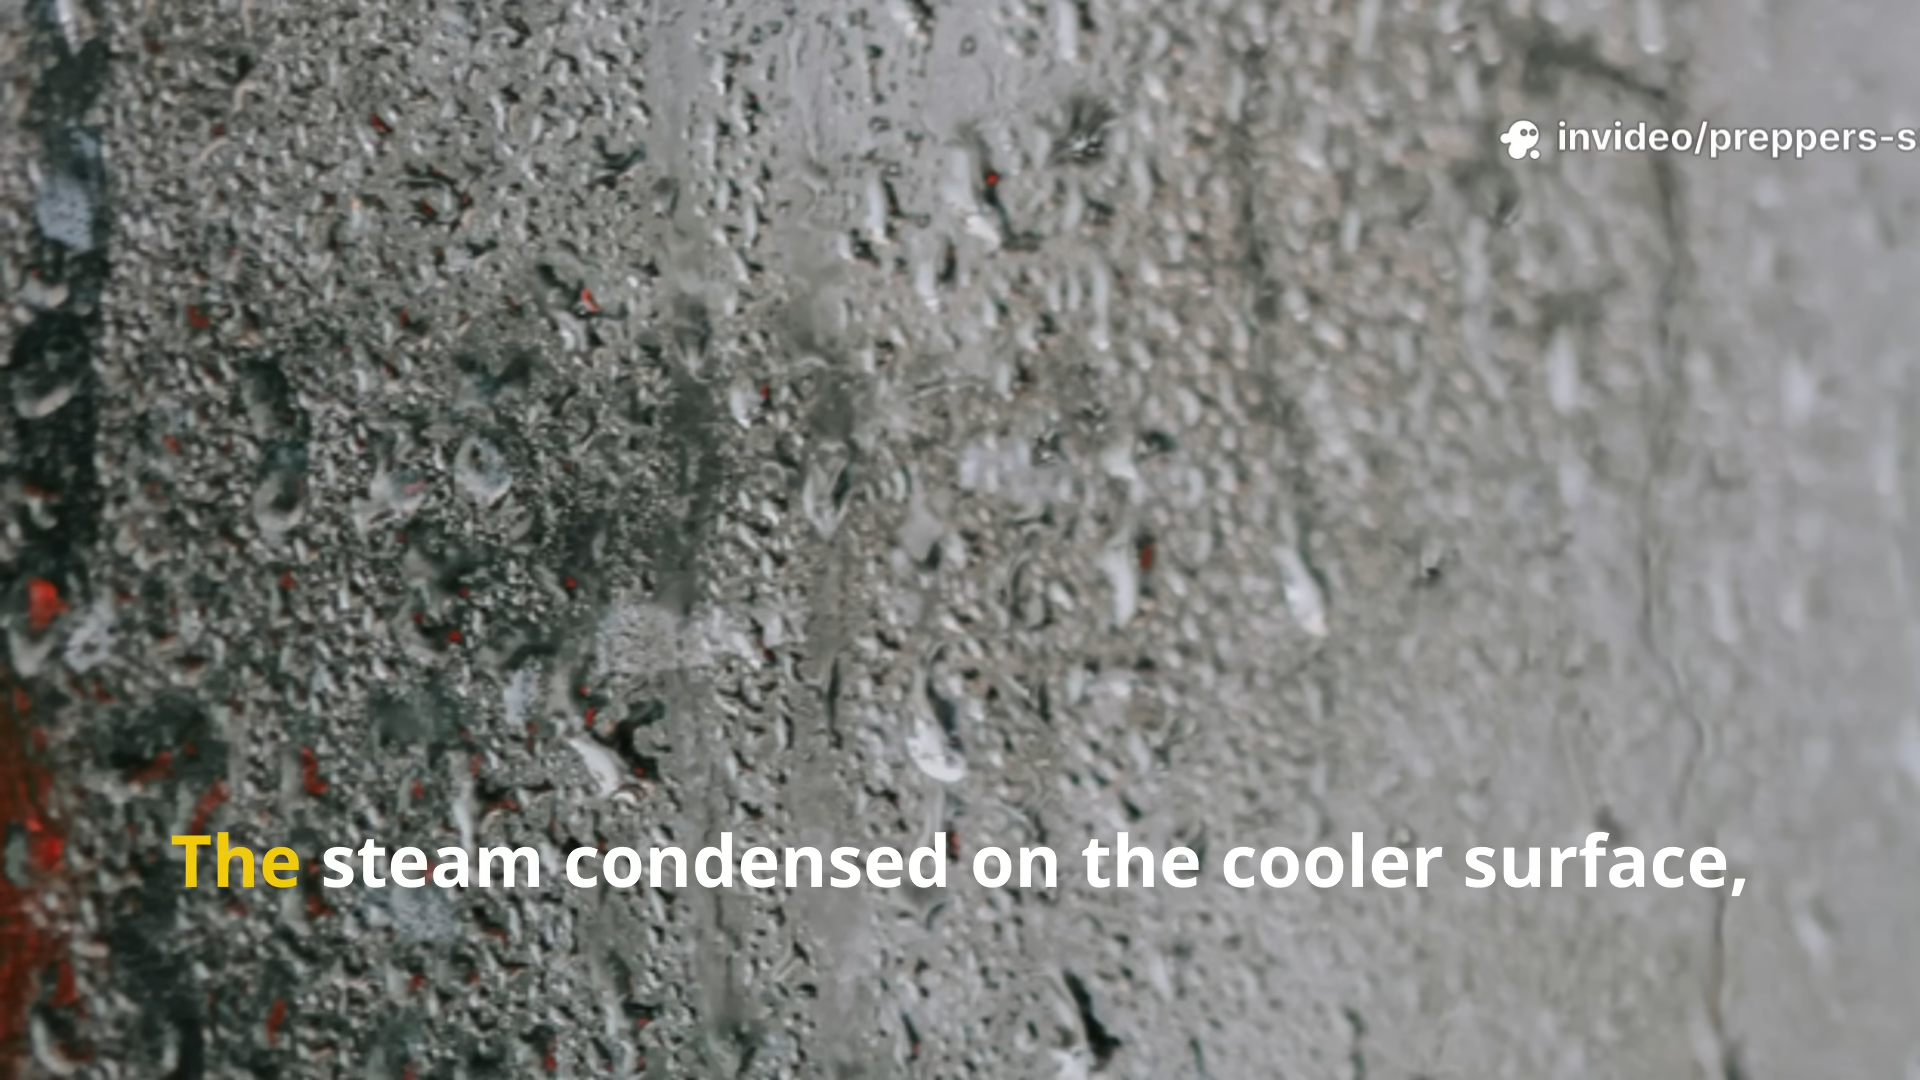 invideo/preppers-s
The steam condensed on the cooler surface,